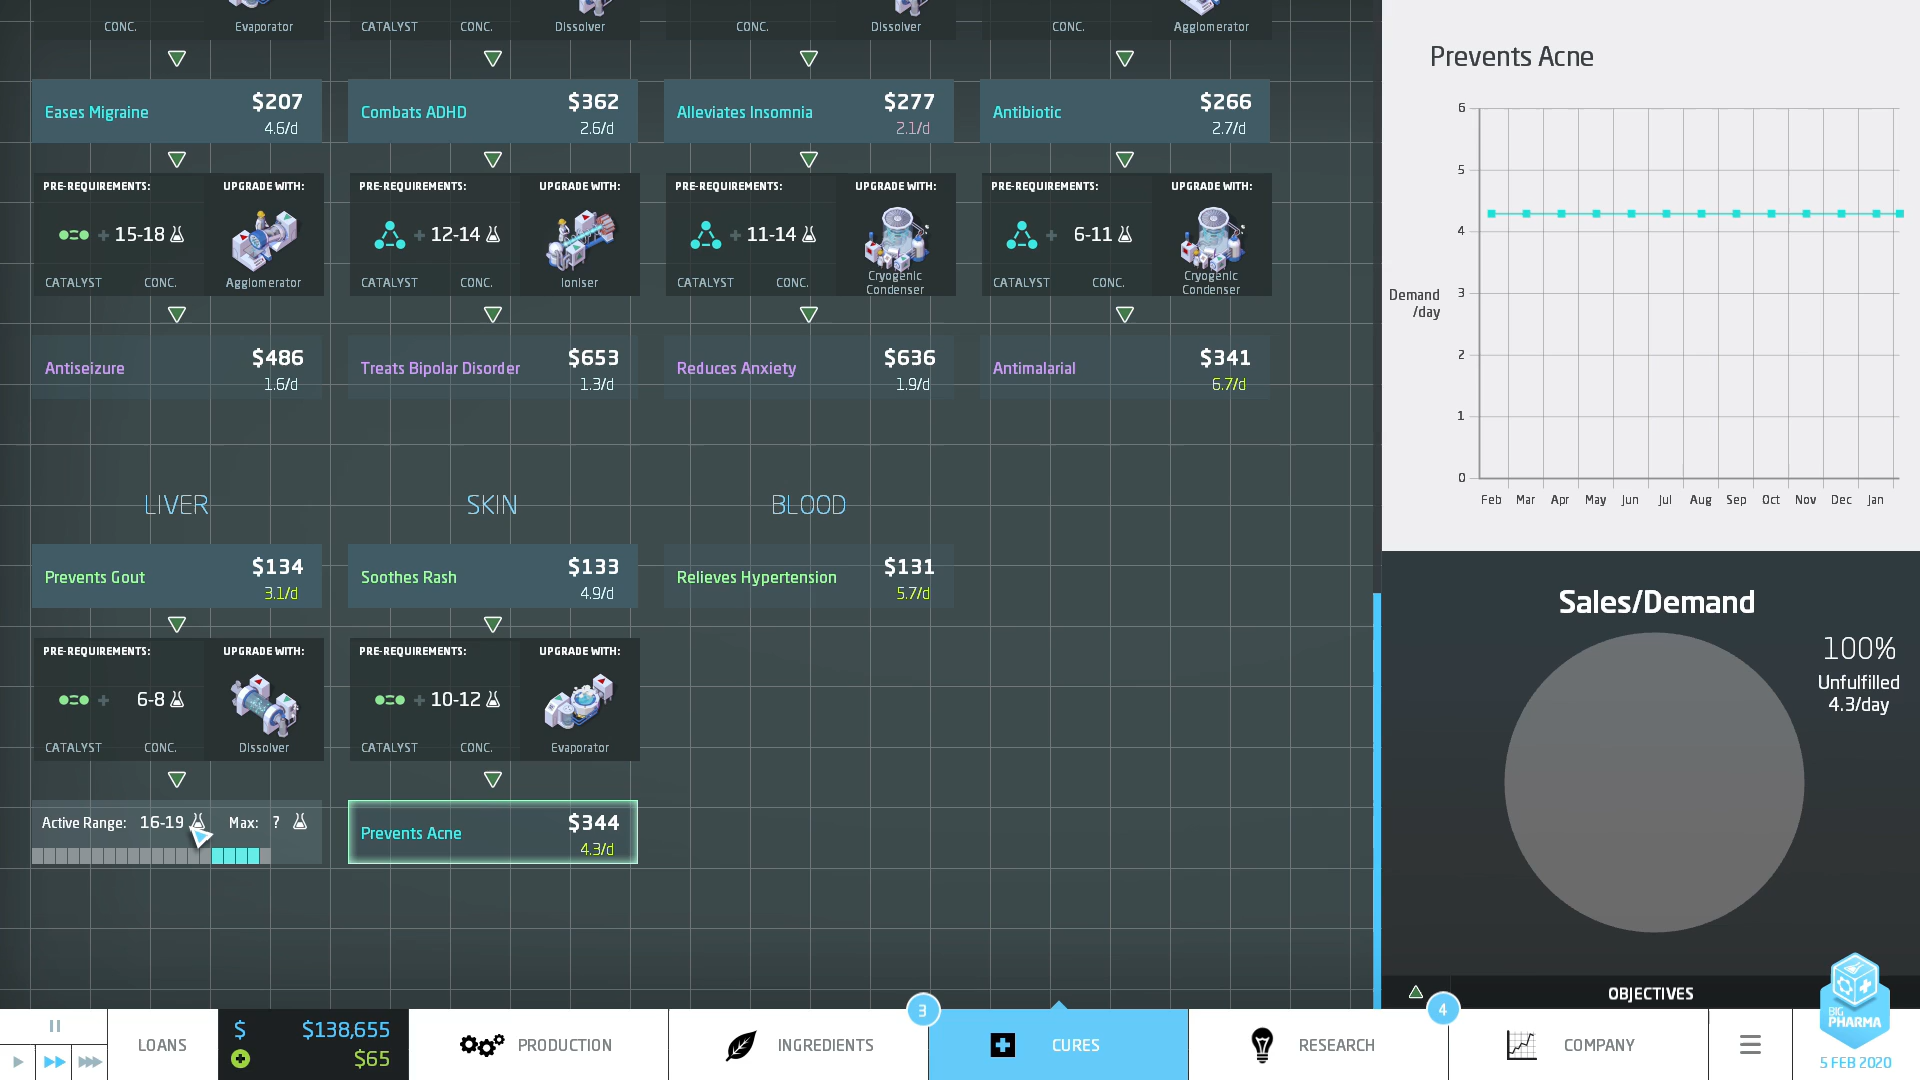 CONC.
Evaporator
CATALYST
CONC.
Dissolver
CONC.
Dissolver
CONC.
Agglomerator
Eases Migraine
$207
4.6/d
Combats ADHD
$362
2.6/d
Alleviates Insomnia
$277
2.1/d
Antibiotic
$266
2.7/d
PRE-REQUIREMENTS:
UPGRADE WITH:
+ 15-18
CATALYST
CONC.
Agglomerator
PRE-REQUIREMENTS:
UPGRADE WITH:
+ 12-14
CATALYST
CONC.
Ioniser
PRE-REQUIREMENTS:
UPGRADE WITH:
+ 11-14
CATALYST
CONC.
Cryogenic
Condenser
PRE-REQUIREMENTS:
UPGRADE WITH:
+ 6-11
CATALYST
CONC.
Cryogenic
Condenser
Antiseizure
$486
1.6/d
Treats Bipolar Disorder
$653
1.3/d
Reduces Anxiety
$636
1.9/d
Antimalarial
$341
6.7/d
LIVER
SKIN
BLOOD
Prevents Gout
$134
3.1/d
Soothes Rash
$133
4.9/d
Relieves Hypertension
$131
5.7/d
PRE-REQUIREMENTS:
UPGRADE WITH:
+ 6-8
CATALYST
CONC.
Dissolver
PRE-REQUIREMENTS:
UPGRADE WITH:
+ 10-12
CATALYST
CONC.
Evaporator
Active Range: 16-19
Max: ?
Prevents Acne
$344
4.3/d
Prevents Acne
6
5
4
3
2
1
0
Demand
/day
Feb Mar Apr May Jun Jul Aug Sep Oct Nov Dec Jan
Sales/Demand
100%
Unfulfilled
4.3/day
OBJECTIVES
LOANS
$ $138,655
$65
PRODUCTION
INGREDIENTS
3
CURES
RESEARCH
4
COMPANY
BIG
PHARMA
5 FEB 2020